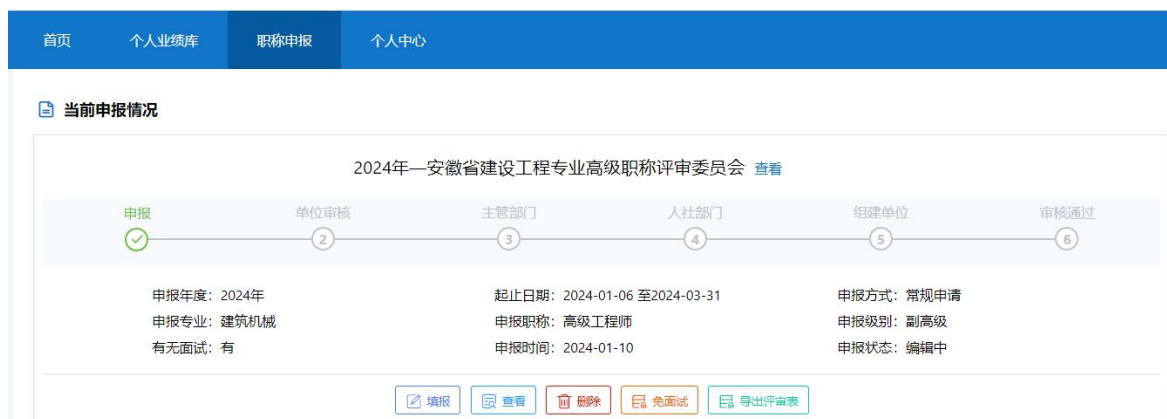 首页 个人业绩库 职称申报 个人中心
当前申报情况
2024年—安徽省建设工程专业高级职称评审委员会 查看
申报 单位审核 主管部门 人社部门 组建单位 审核通过
2 3 4 5 6
申报年度：2024年 起止日期：2024-01-06 至2024-03-31 申报方式：常规申请
申报专业：建筑机械 申报职称：高级工程师 申报级别：副高级
有无面试：有 申报时间：2024-01-10 申报状态：编辑中
填报 查看 删除 免面试 导出评审表